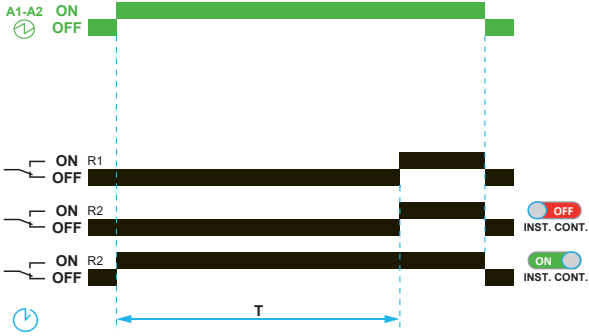 A1-A2 ON
OFF
ON R1
OFF
ON R2
OFF
OFF
INST. CONT.
ON R2
OFF
ON
INST. CONT.
T